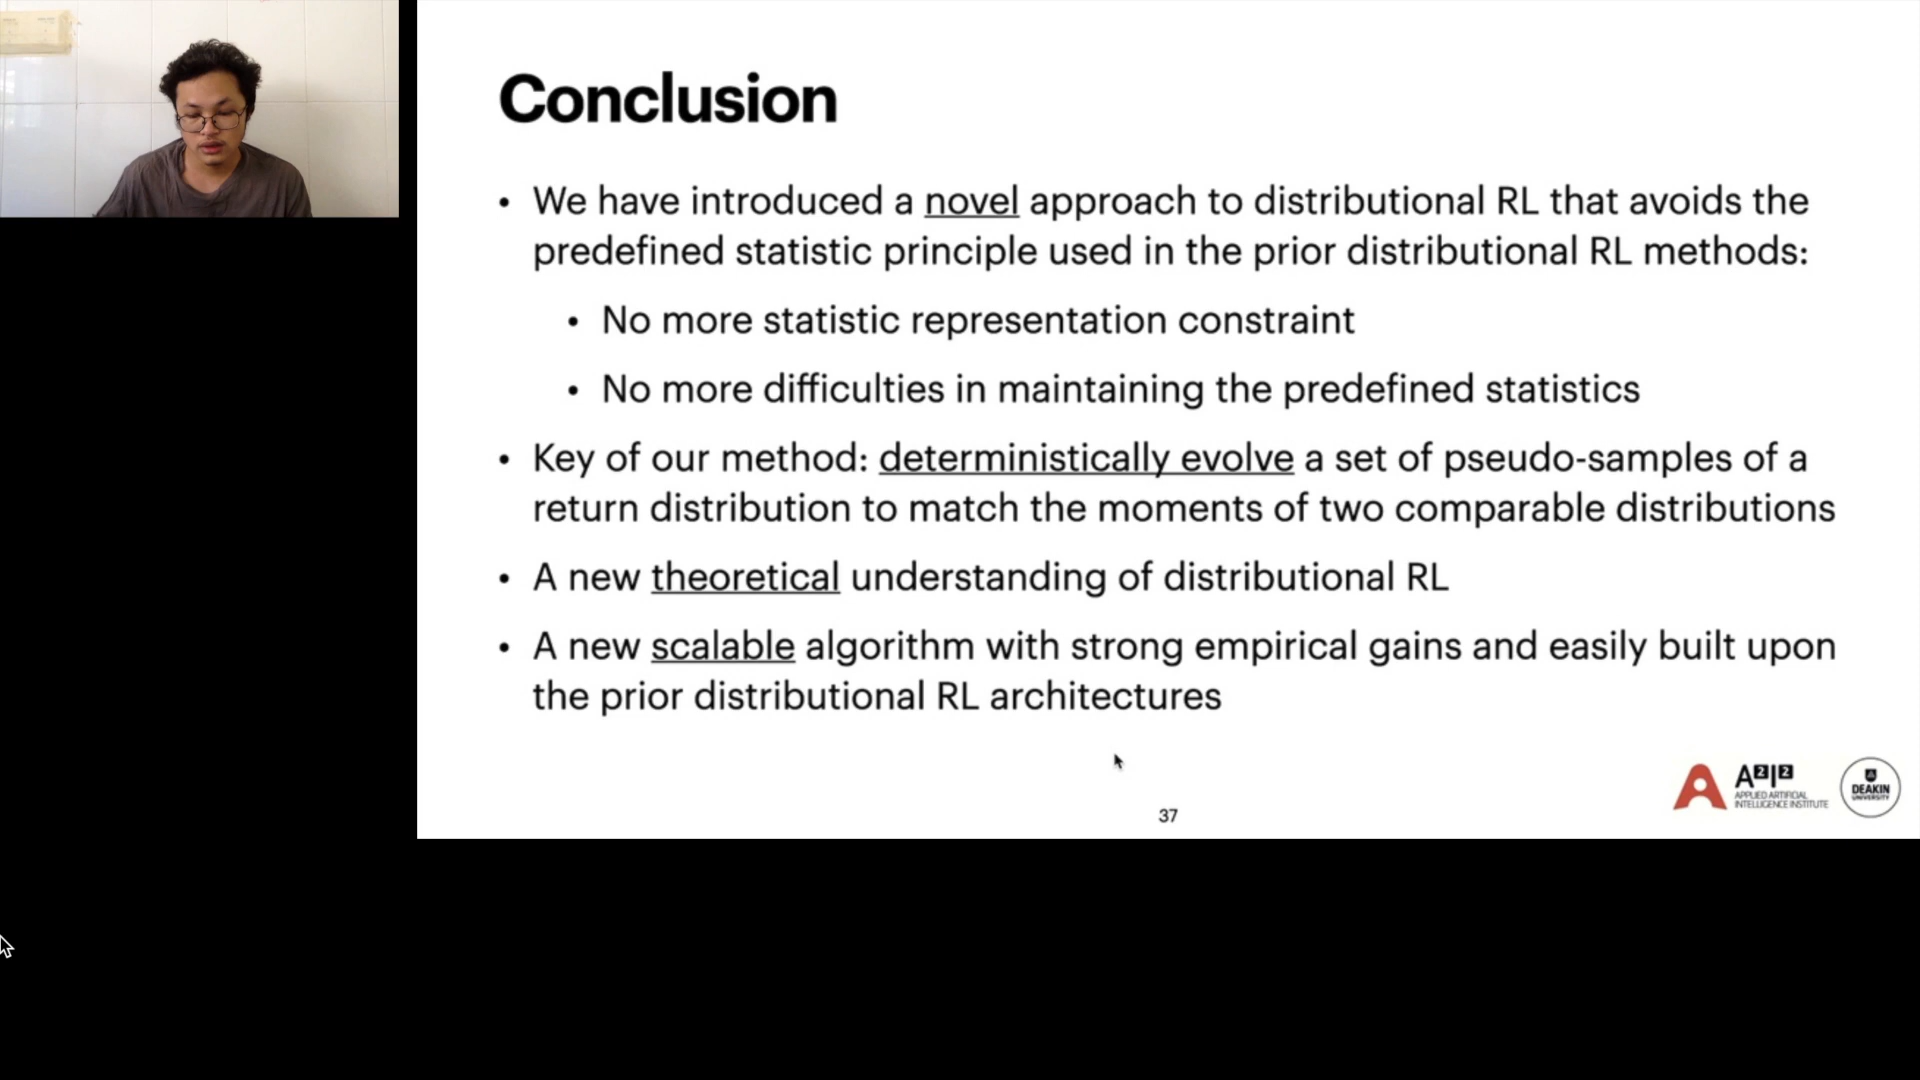 Conclusion
• We have introduced a novel approach to distributional RL that avoids the
predefined statistic principle used in the prior distributional RL methods:
• No more statistic representation constraint
• No more difficulties in maintaining the predefined statistics
• Key of our method: deterministically evolve a set of pseudo-samples of a
return distribution to match the moments of two comparable distributions
• A new theoretical understanding of distributional RL
• A new scalable algorithm with strong empirical gains and easily built upon
the prior distributional RL architectures
A2I2
APPLIED ARTIFICIAL
INTELLIGENCE INSTITUTE
DEAKIN
UNIVERSITY
37